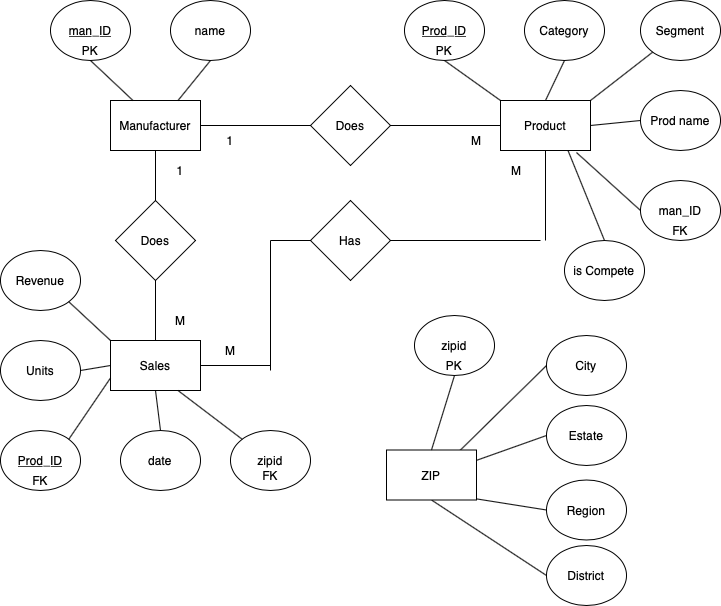 man_ID
PK
name
Prod_ID
PK
Category
Segment
Manufacturer
Does
Product
Prod name
1
M
1
M
man_ID
FK
Does
Has
is Compete
Revenue
M
M
zipid
PK
City
Units
Sales
Estate
Prod_ID
FK
date
zipid
FK
ZIP
Region
District